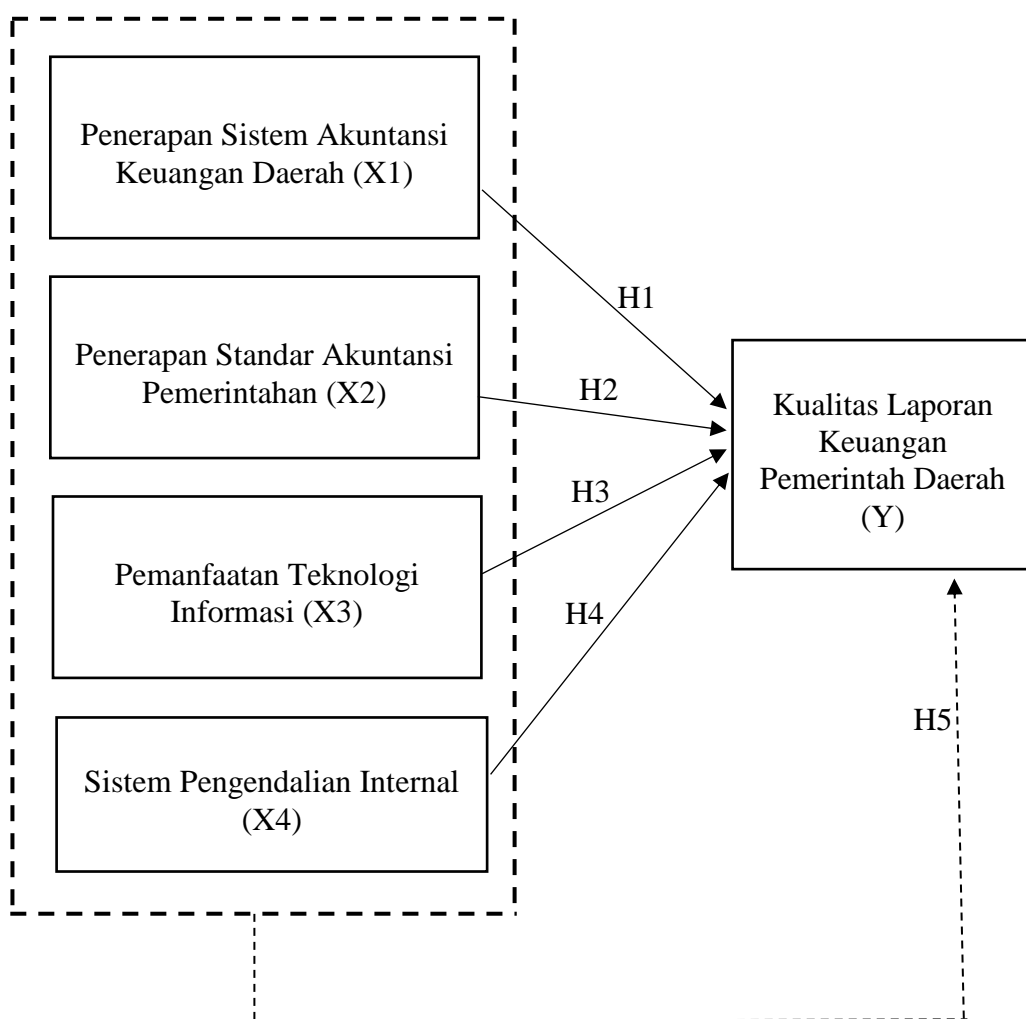 Penerapan Sistem Akuntansi
Keuangan Daerah (X1)
Penerapan Standar Akuntansi
Pemerintahan (X2)
Pemanfaatan Teknologi
Informasi (X3)
Sistem Pengendalian Internal
(X4)
H1
H2
H3
H4
Kualitas Laporan
Keuangan
Pemerintah Daerah
(Y)
H5